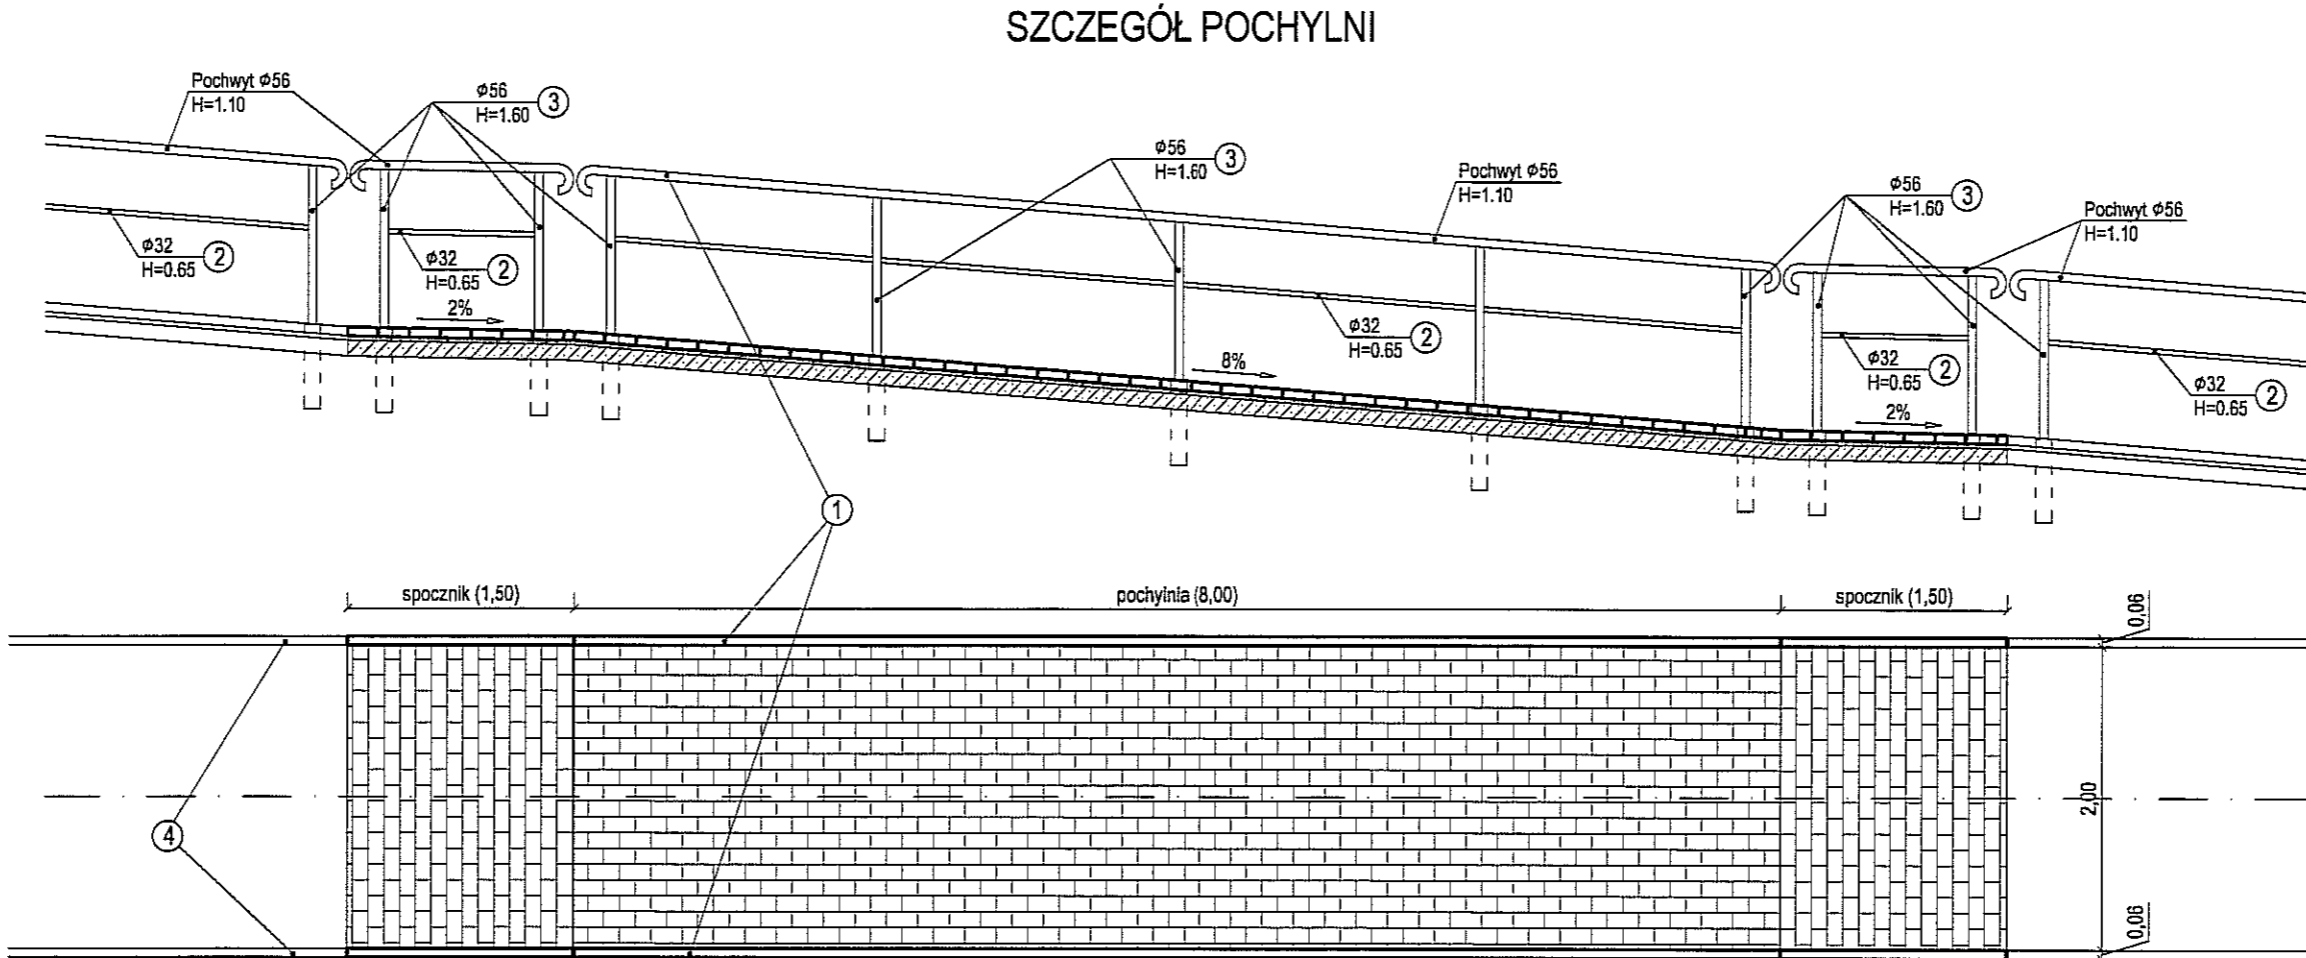 SZCZEGÓŁ POCHYLNI
Pochwyt ϕ56
H=1.10
ϕ56
H=1.60
3
ϕ56
H=1.60
3
Pochwyt ϕ56
H=1.10
ϕ56
H=1.60
3
Pochwyt ϕ56
H=1.10
ϕ32
H=0.65
2
ϕ32
H=0.65
2
2%
ϕ32
H=0.65
2
8%
ϕ32
H=0.65
2
2%
ϕ32
H=0.65
2
1
spocznik (1,50)
pochylnia (8,00)
spocznik (1,50)
0,06
2,00
4
0,06